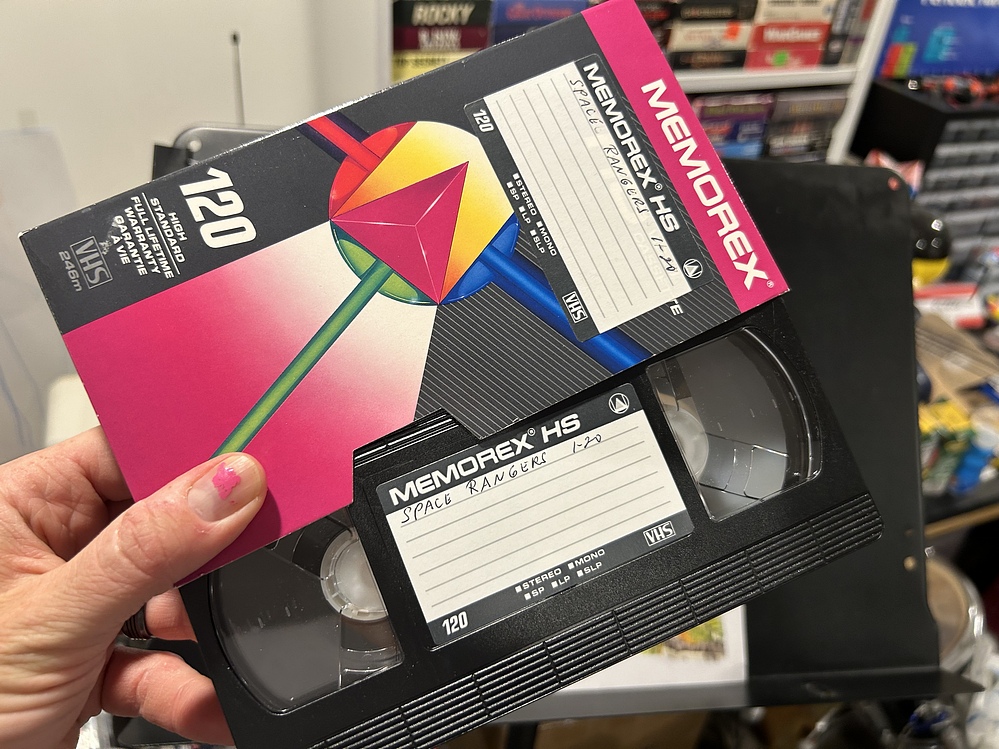 ROCKY
MEMOREX®
120
HIGH
STANDARD
FULL LIFETIME
WARRANTY
GARANTIE
À VIE
VHS
246m
MEMOREX® HS
SPACE RANGERS 1-20
120
STEREO MONO
SP LP SLP
VHS
MEMOREX® HS
SPACE RANGERS 1-20
STEREO MONO
SP LP SLP
120
VHS